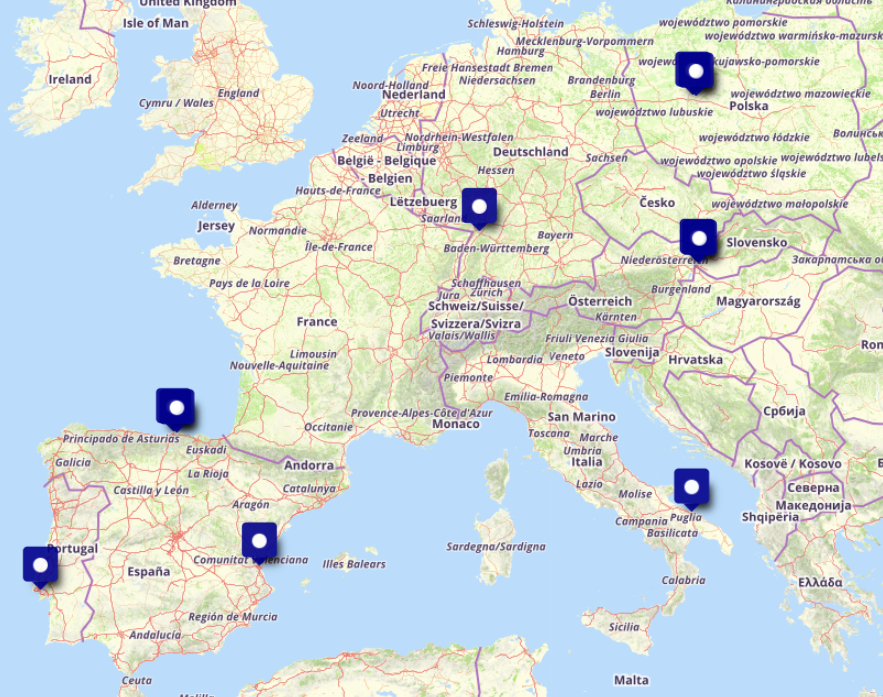 United Kingdom
Isle of Man
Schleswig-Holstein
województwo pomorskie
Mecklenburg-Vorpommern
Hamburg
województwo warmińsko-mazursk
Ireland
Freie Hansestadt Bremen
kujawsko-pomorskie
Noord-Holland
Nederland
Niedersachsen
Brandenburg
Berlin
England
Cymru / Wales
województwo mazowieckie
Polska
Utrecht
województwo lubuskie
Zeeland
Nordrhein-Westfalen
województwo łódzkie
Волинськ
Limburg
België - Belgique
- Belgien
Deutschland
Sachsen
województwo opolskie
województwo lubels
Hessen
województwo śląskie
Hauts-de-France
Lëtzebuerg
Česko
województwo małopolskie
Alderney
Jersey
Saarland
Normandie
Île-de-France
Baden-Württemberg
Bayern
Slovensko
Bretagne
Niederösterreich
Закарпатська о
Pays de la Loire
Schaffhausen
Jura
Zürich
Burgenland
Schweiz/Suisse/
Svizzera/Svizra
Österreich
Magyarország
Kärnten
France
Valais/Wallis
Friuli Venezia Giulia
Ron
Limousin
Nouvelle-Aquitaine
Lombardia
Veneto
Slovenija
Hrvatska
Piemonte
Emilia-Romagna
Provence-Alpes-Côte d'Azur
Monaco
San Marino
Србија
Occitanie
Toscana
Marche
Principado de Asturias
Euskadi
Umbria
Italia
Galicia
La Rioja
Andorra
Kosovë / Kosovo
Castilla y León
Catalunya
Lazio
Molise
Северна
Македонија
Aragón
Campania
Puglia
Shqipëria
Basilicata
Portugal
Comunitat Valenciana
Illes Balears
Sardegna/Sardigna
España
Calabria
Ελλάδα
Región de Murcia
Andalucía
Sicilia
Ceuta
Malta